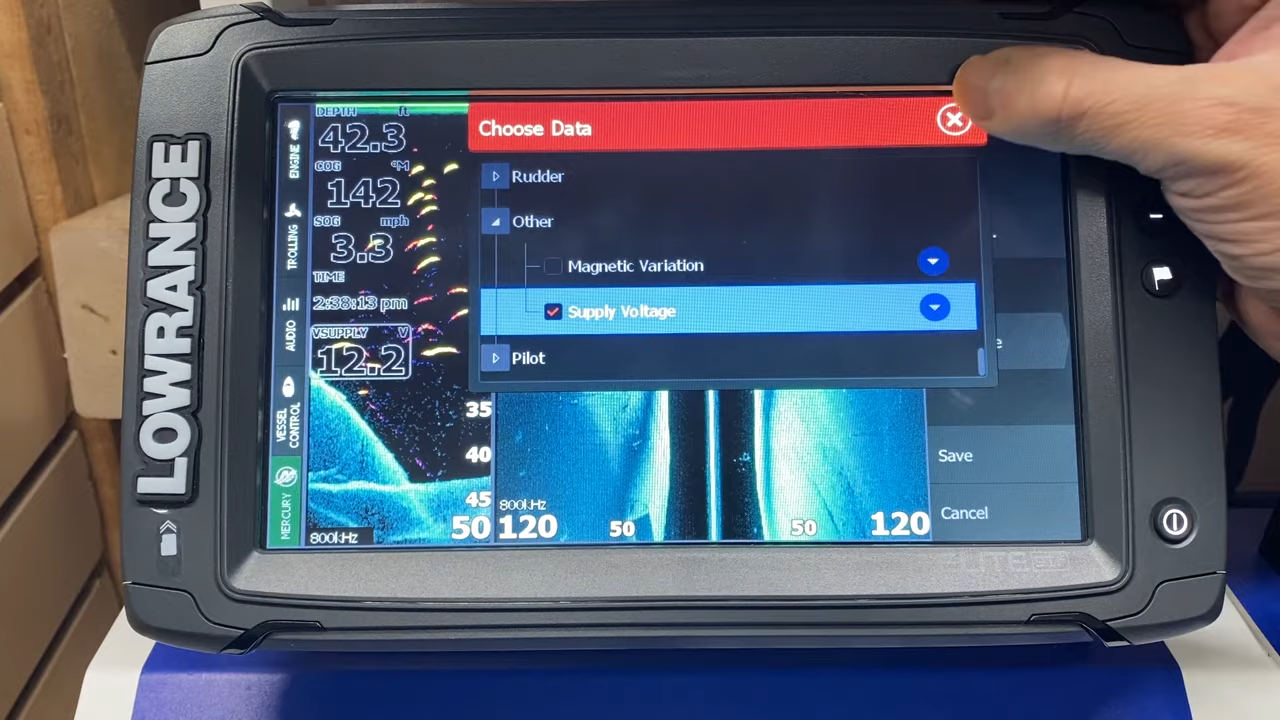 LOWRANCE
ENGINE
TROLLING
AUDIO
VESSEL
CONTROL
MERCURY
DEPTH ft
42.3
COG °M
142
SOG mph
3.3
TIME
2:38:13 pm
VSUPPLY V
12.2
Choose Data
Rudder
Other
Magnetic Variation
Supply Voltage
Pilot
35
40
45
50
800kHz
800kHz
120 50 50 120
Save
Cancel
ELITE